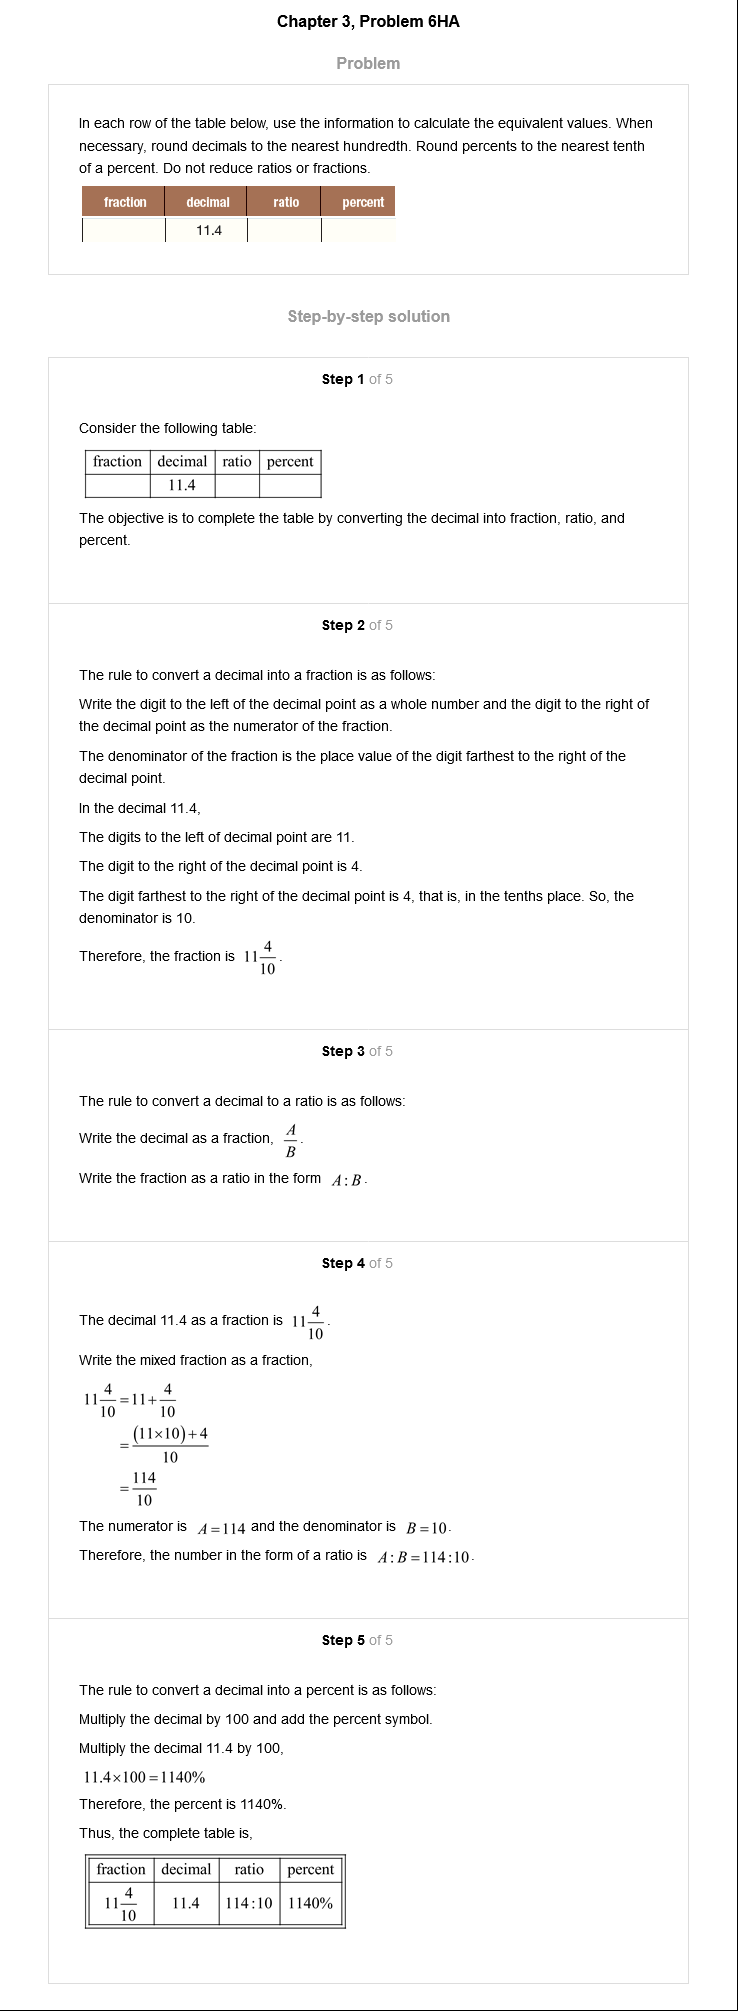 Chapter 3, Problem 6HA
Problem
In each row of the table below, use the information to calculate the equivalent values. When
necessary, round decimals to the nearest hundredth. Round percents to the nearest tenth
of a percent. Do not reduce ratios or fractions.
fraction decimal ratio percent
11.4
Step-by-step solution
Step 1 of 5
Consider the following table:
fraction decimal ratio percent
11.4
The objective is to complete the table by converting the decimal into fraction, ratio, and
percent.
Step 2 of 5
The rule to convert a decimal into a fraction is as follows:
Write the digit to the left of the decimal point as a whole number and the digit to the right of
the decimal point as the numerator of the fraction.
The denominator of the fraction is the place value of the digit farthest to the right of the
decimal point.
In the decimal 11.4,
The digits to the left of decimal point are 11.
The digit to the right of the decimal point is 4.
The digit farthest to the right of the decimal point is 4, that is, in the tenths place. So, the
denominator is 10.
Therefore, the fraction is 11 4/10.
Step 3 of 5
The rule to convert a decimal to a ratio is as follows:
Write the decimal as a fraction, A/B.
Write the fraction as a ratio in the form A:B.
Step 4 of 5
The decimal 11.4 as a fraction is 11 4/10.
Write the mixed fraction as a fraction,
11 4/10 = 11 + 4/10
= (11×10)+4 / 10
= 114/10
The numerator is A = 114 and the denominator is B = 10.
Therefore, the number in the form of a ratio is A:B = 114:10.
Step 5 of 5
The rule to convert a decimal into a percent is as follows:
Multiply the decimal by 100 and add the percent symbol.
Multiply the decimal 11.4 by 100,
11.4×100 = 1140%
Therefore, the percent is 1140%.
Thus, the complete table is,
fraction decimal ratio percent
11 4/10 11.4 114:10 1140%